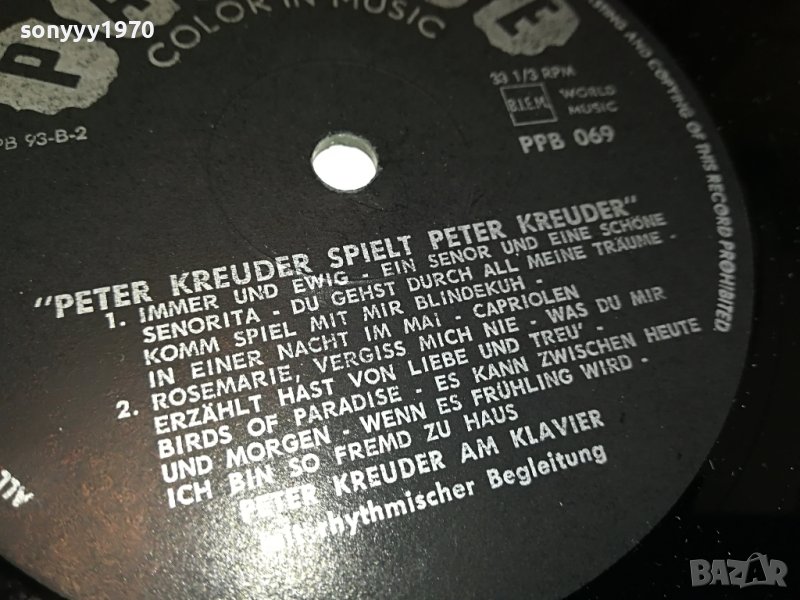 sonyyy1970
P E
COLOR IN MUSIC
33 1/3 RPM
B.I.E.M. WORLD MUSIC
PPB 069
PB 93-B-2
AND COPYING OF THIS RECORD PROHIBITED
"PETER KREUDER SPIELT PETER KREUDER"
1. IMMER UND EWIG - EIN SENOR UND EINE SCHÖNE
SENORITA - DU GEHST DURCH ALL MEINE TRÄUME -
KOMM SPIEL MIT MIR BLINDEKUH -
IN EINER NACHT IM MAI - CAPRIOLEN
2. ROSEMARIE, VERGISS MICH NIE - WAS DU MIR
ERZÄHLT HAST VON LIEBE UND TREU' -
BIRDS OF PARADISE - ES KANN ZWISCHEN HEUTE
UND MORGEN - WENN ES FRÜHLING WIRD -
ICH BIN SO FREMD ZU HAUS
PETER KREUDER AM KLAVIER
mit rhythmischer Begleitung
ALL
BAZAR